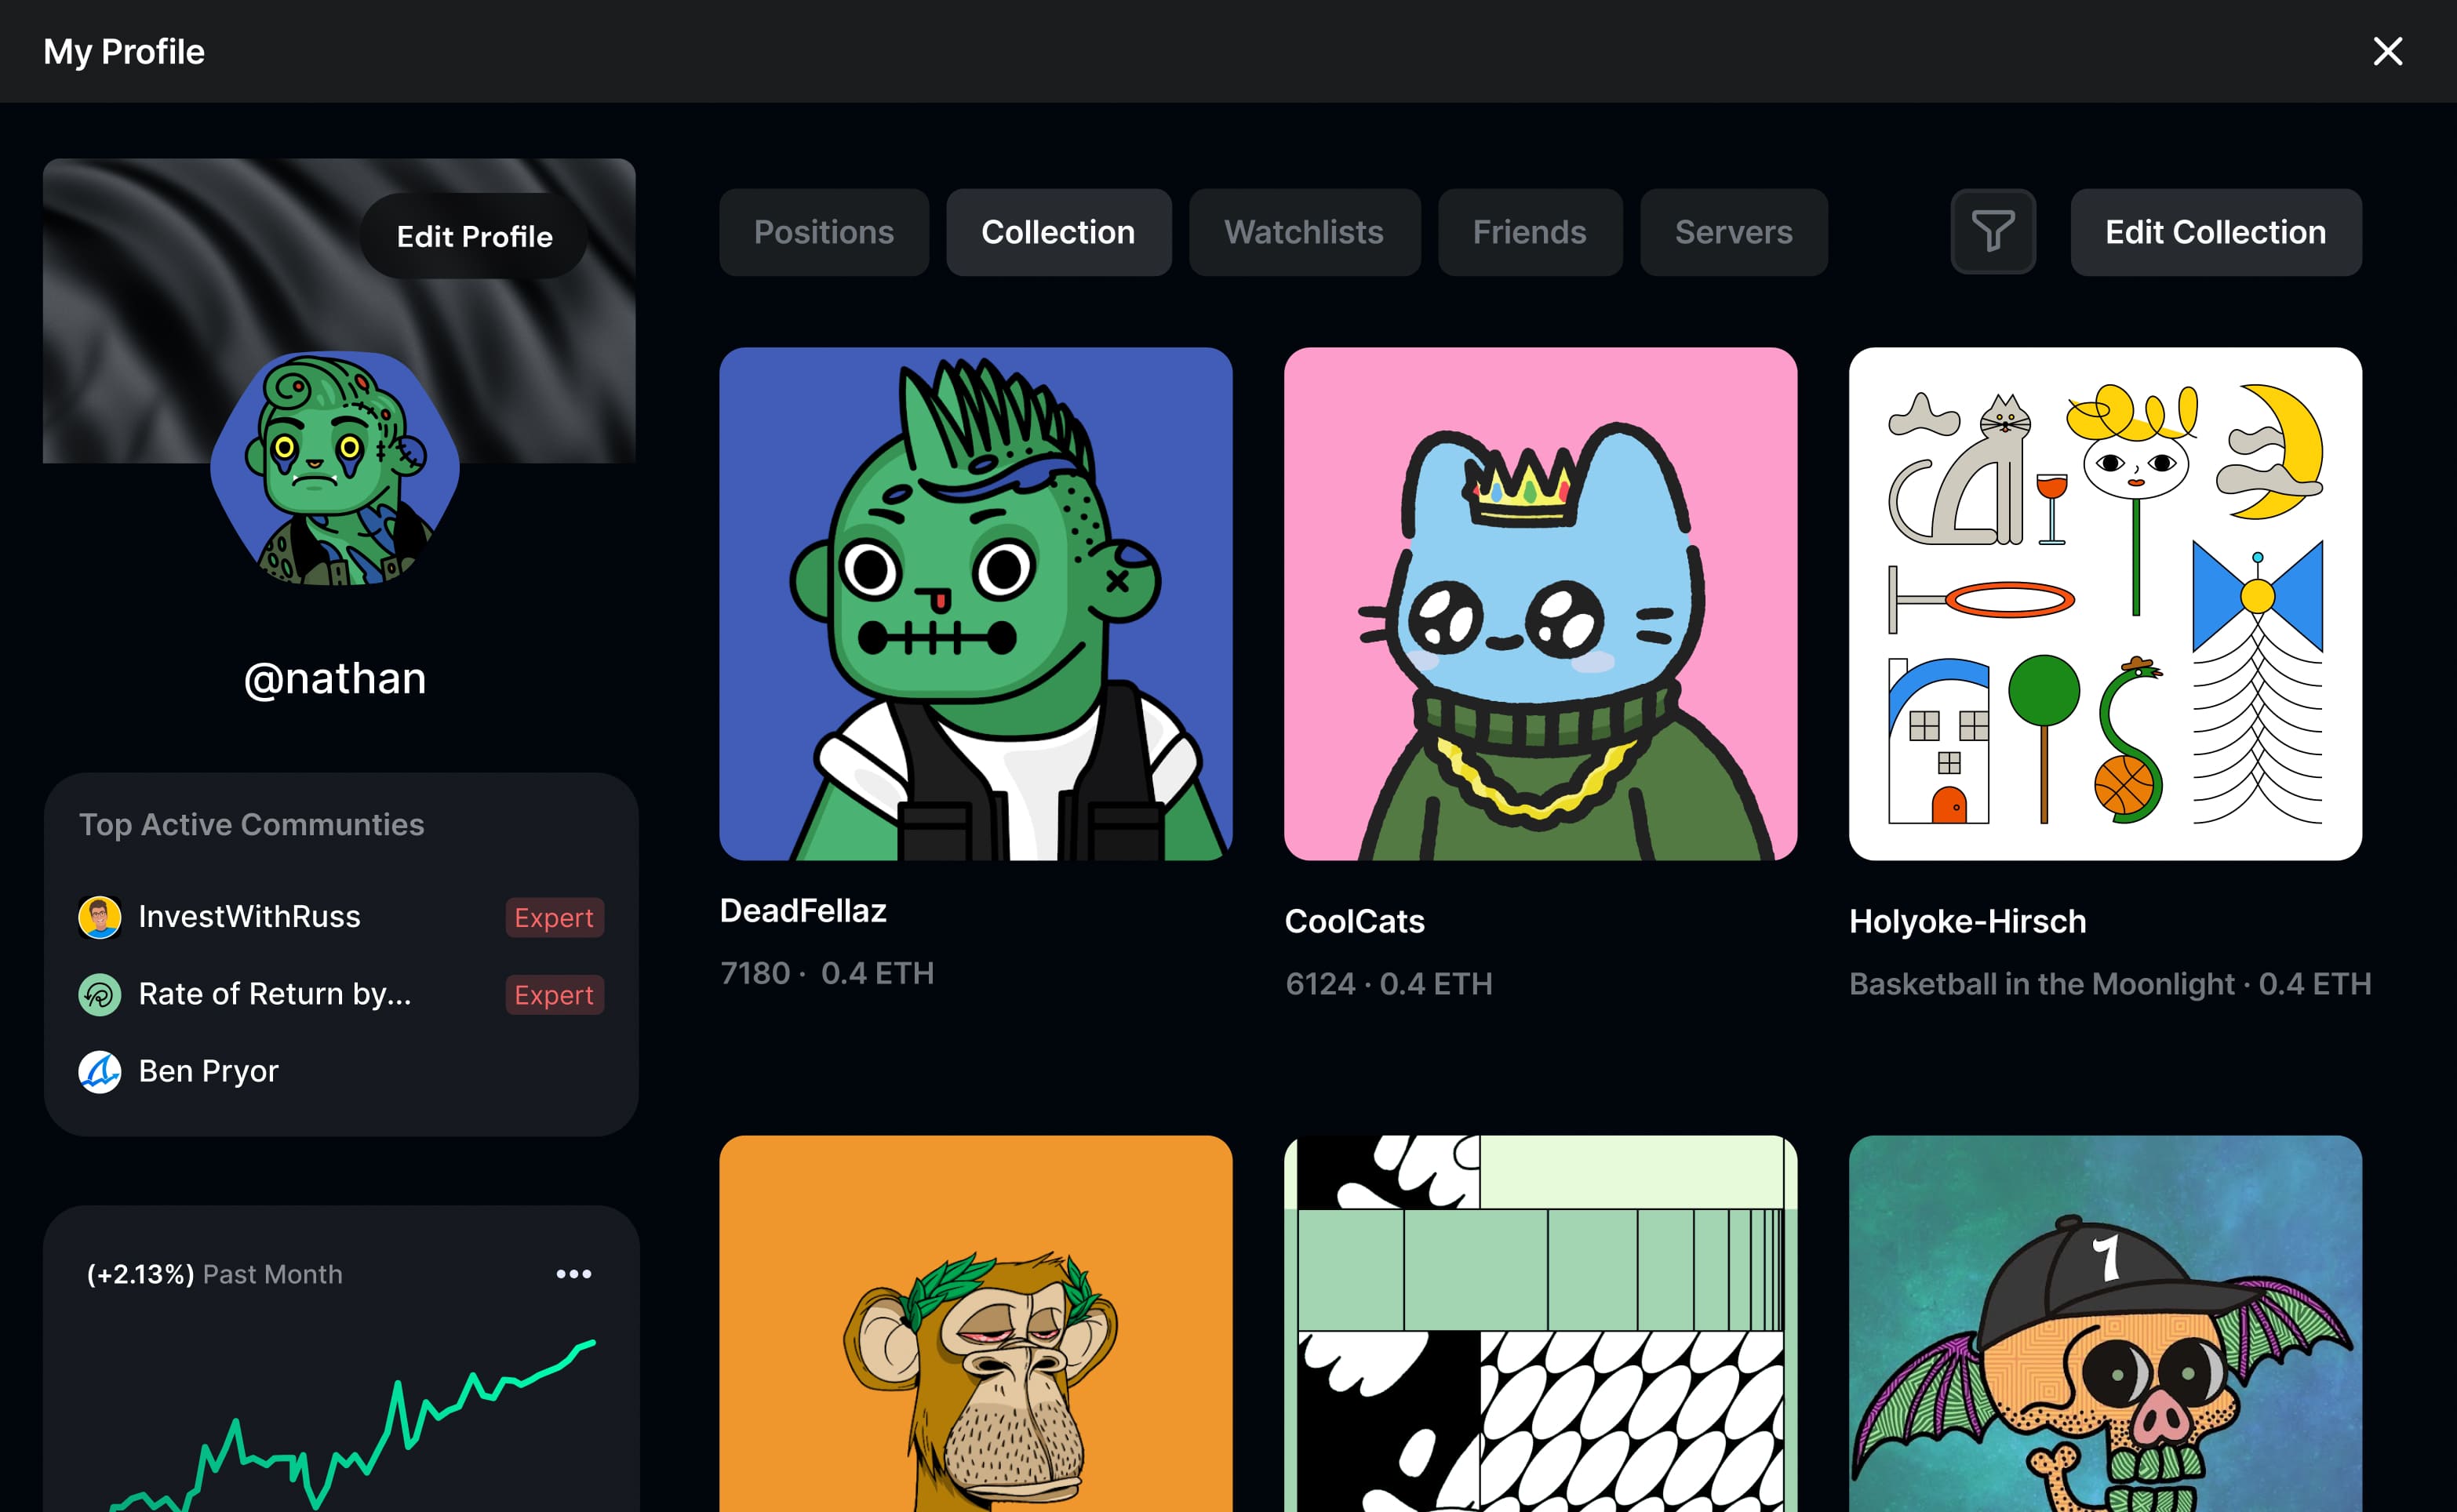 My Profile
Edit Profile
@nathan
Top Active Communties
InvestWithRuss
Expert
Rate of Return by...
Expert
Ben Pryor
(+2.13%) Past Month
Positions
Collection
Watchlists
Friends
Servers
Edit Collection
DeadFellaz
7180 · 0.4 ETH
CoolCats
6124 · 0.4 ETH
Holyoke-Hirsch
Basketball in the Moonlight · 0.4 ETH
7